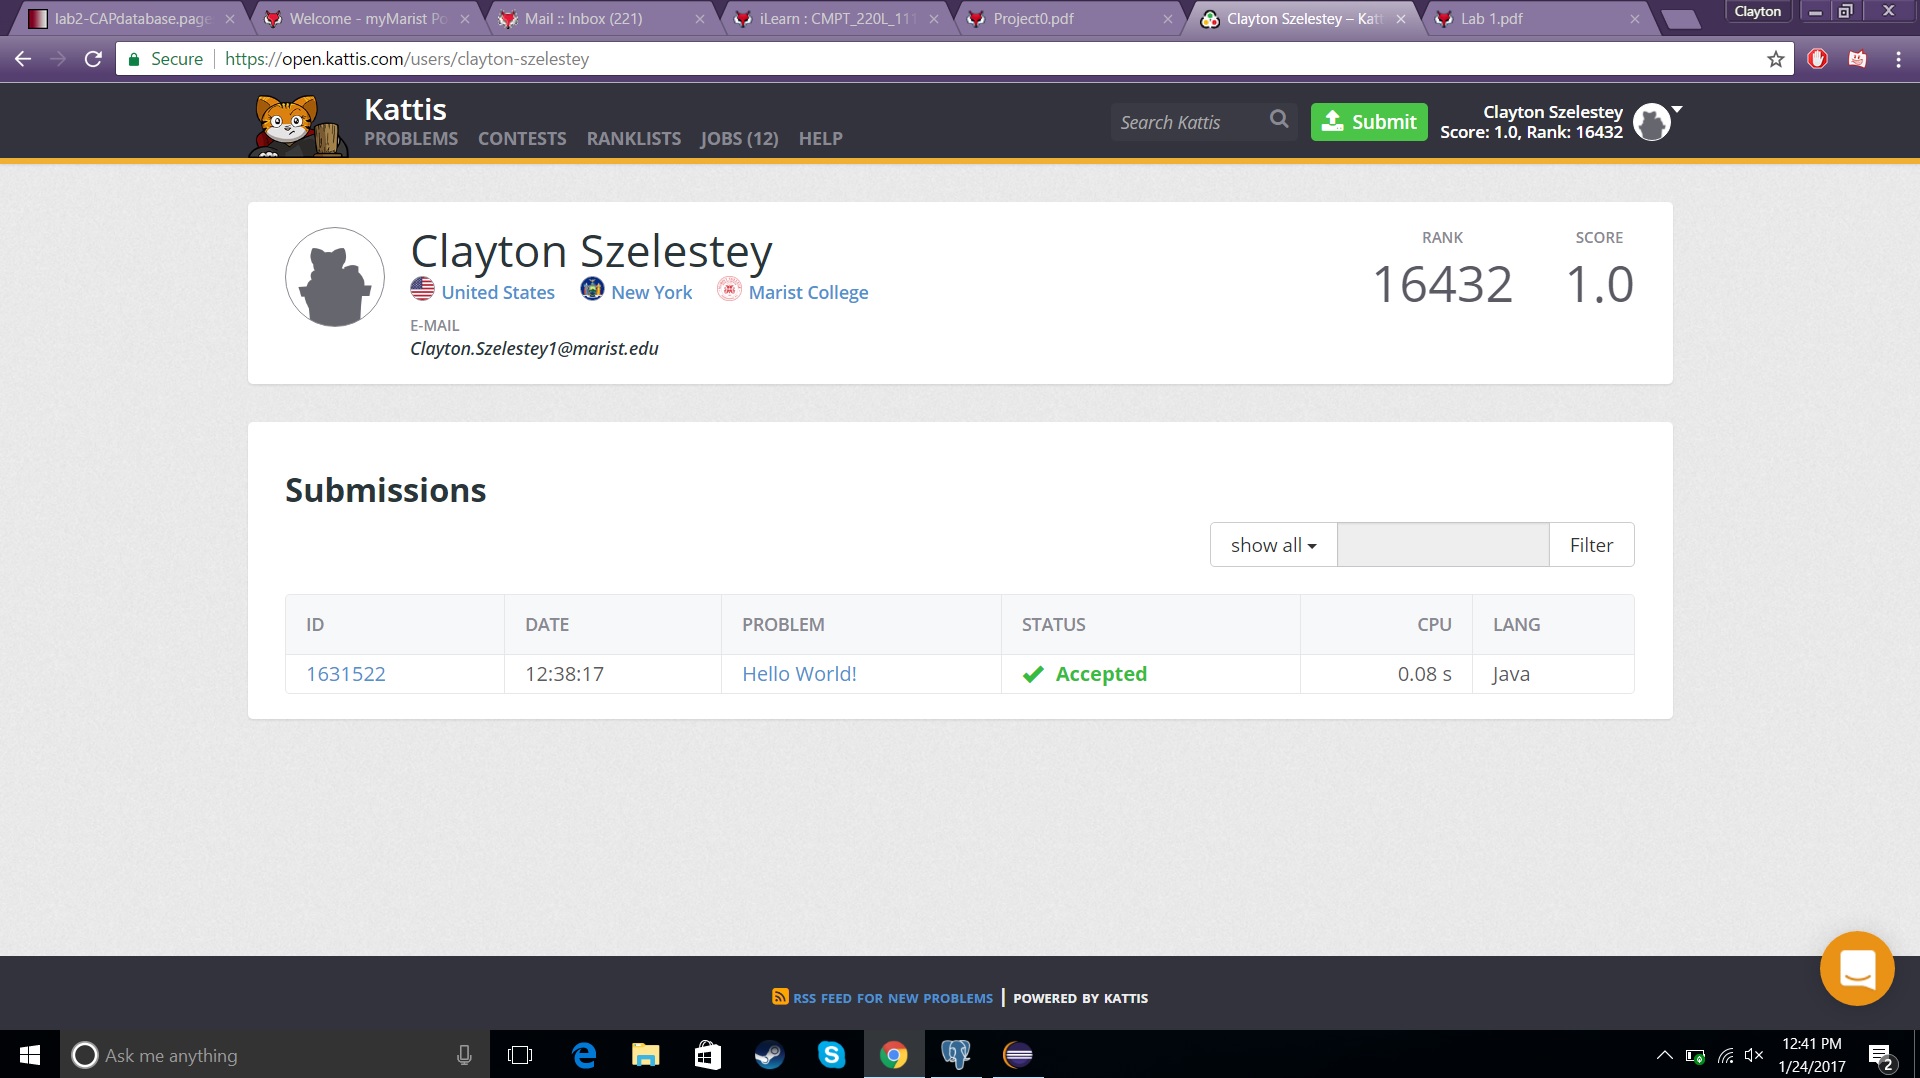 lab2-CAPdatabase.page
Welcome - myMarist Po
Mail :: Inbox (221)
iLearn : CMPT_220L_111
Project0.pdf
Clayton Szelestey – Katt
Lab 1.pdf
Clayton
Secure
https://open.kattis.com/users/clayton-szelestey
Kattis
PROBLEMS CONTESTS RANKLISTS JOBS (12) HELP
Search Kattis
Submit
Clayton Szelestey
Score: 1.0, Rank: 16432
Clayton Szelestey
United States New York Marist College
E-MAIL
Clayton.Szelestey1@marist.edu
RANK SCORE
16432 1.0
Submissions
show all Filter
ID DATE PROBLEM STATUS CPU LANG
1631522 12:38:17 Hello World! Accepted 0.08 s Java
RSS FEED FOR NEW PROBLEMS | POWERED BY KATTIS
Ask me anything
12:41 PM
1/24/2017
2